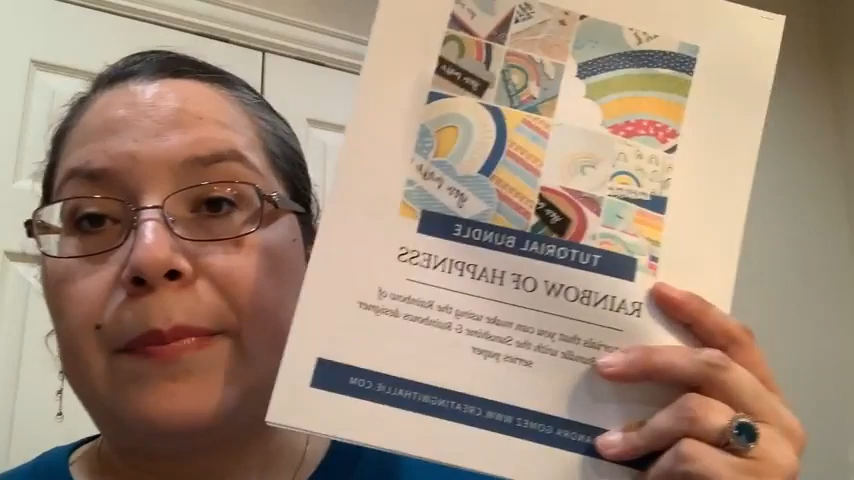 TUTORIAL BUNDLE
RAINBOW OF HAPPINESS
that you can make using the Rainbow of
Bundle with the Sunshine & Rainbows designer
series paper
GOMEZ WWW.CREATINGWITHALLIE.COM